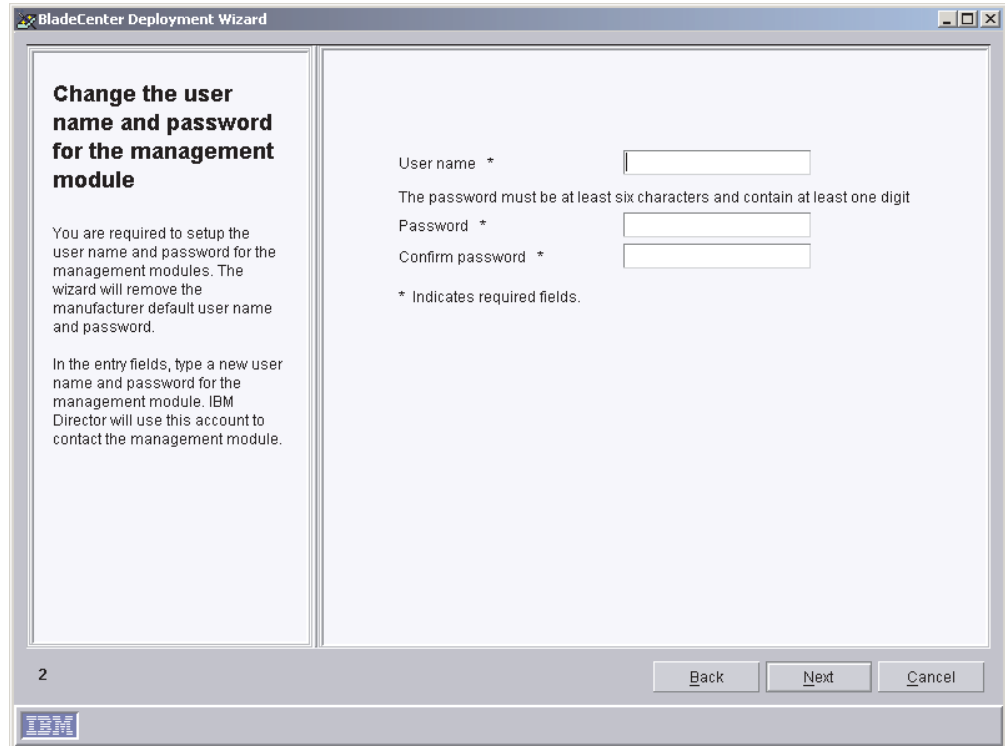 BladeCenter Deployment Wizard
Change the user
name and password
for the management
module
You are required to setup the
user name and password for the
management modules. The
wizard will remove the
manufacturer default user name
and password.
In the entry fields, type a new user
name and password for the
management module. IBM
Director will use this account to
contact the management module.
User name *
The password must be at least six characters and contain at least one digit
Password *
Confirm password *
* Indicates required fields.
2
Back
Next
Cancel
IBM